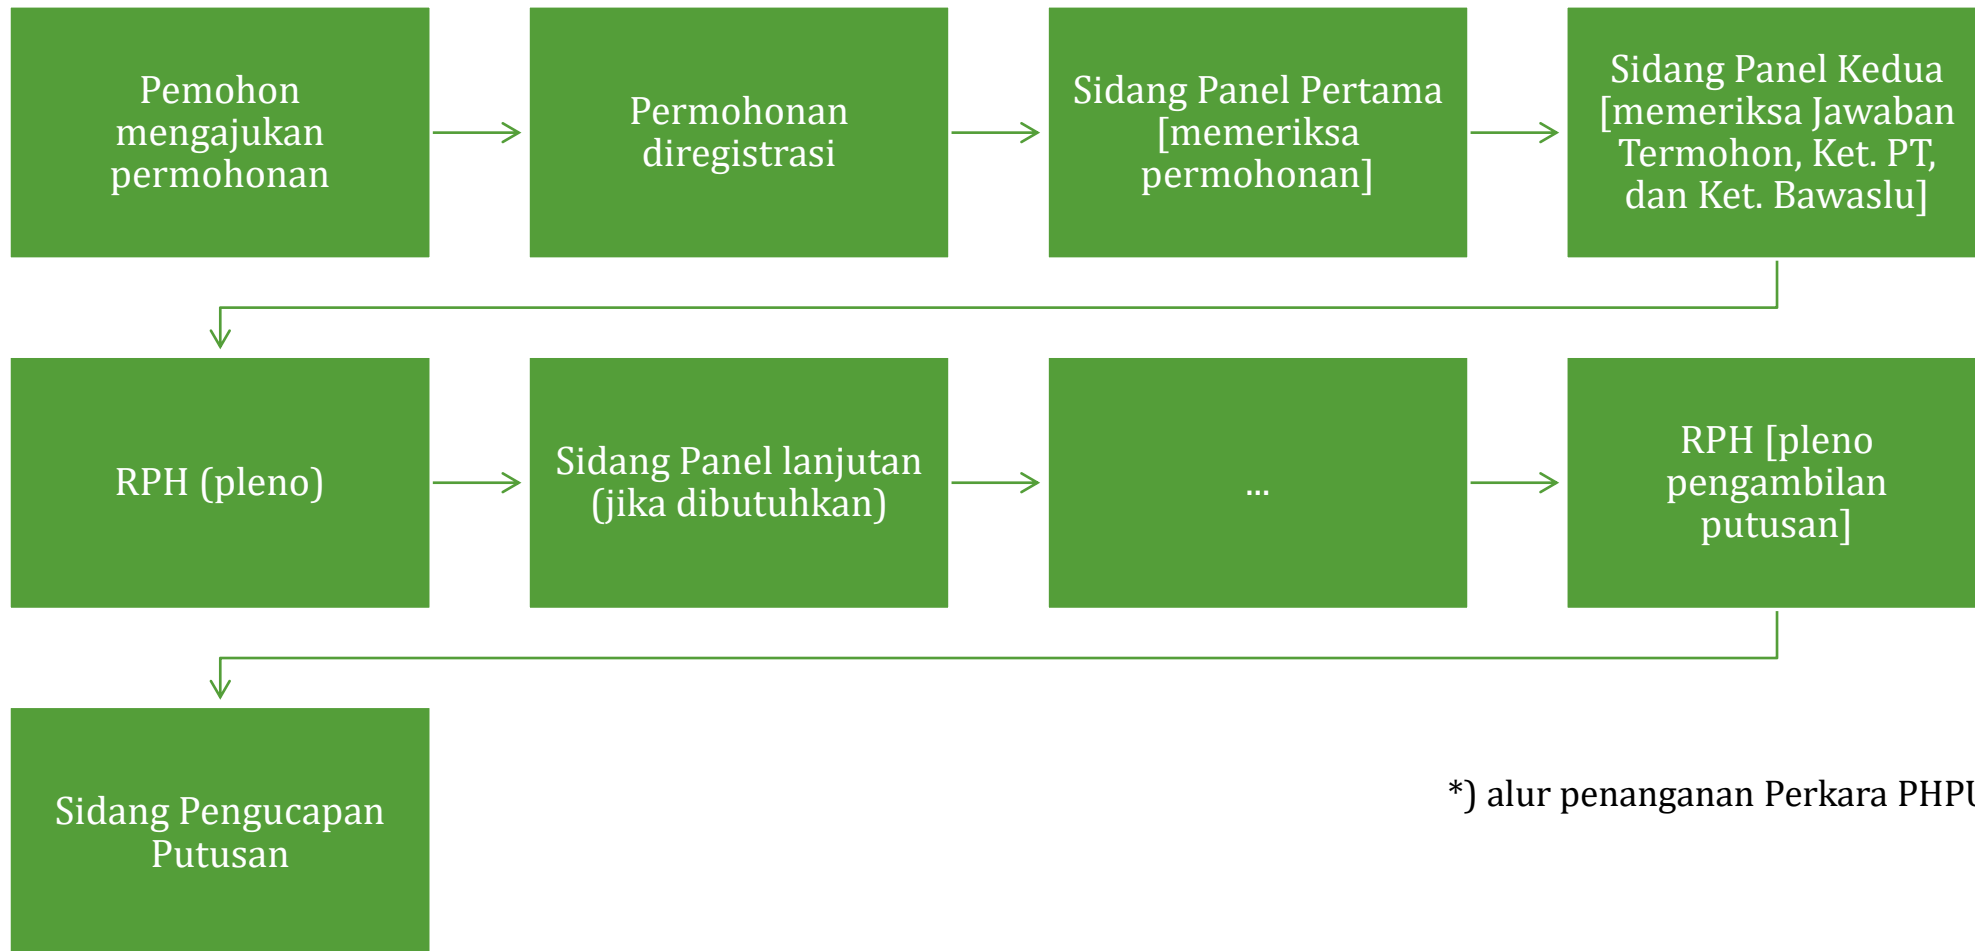 Pemohon
mengajukan
permohonan
Permohonan
diregistrasi
Sidang Panel Pertama
[memeriksa
permohonan]
Sidang Panel Kedua
[memeriksa Jawaban
Termohon, Ket. PT,
dan Ket. Bawaslu]
RPH (pleno)
Sidang Panel lanjutan
(jika dibutuhkan)
...
RPH [pleno
pengambilan
putusan]
Sidang Pengucapan
Putusan
*) alur penanganan Perkara PHPU